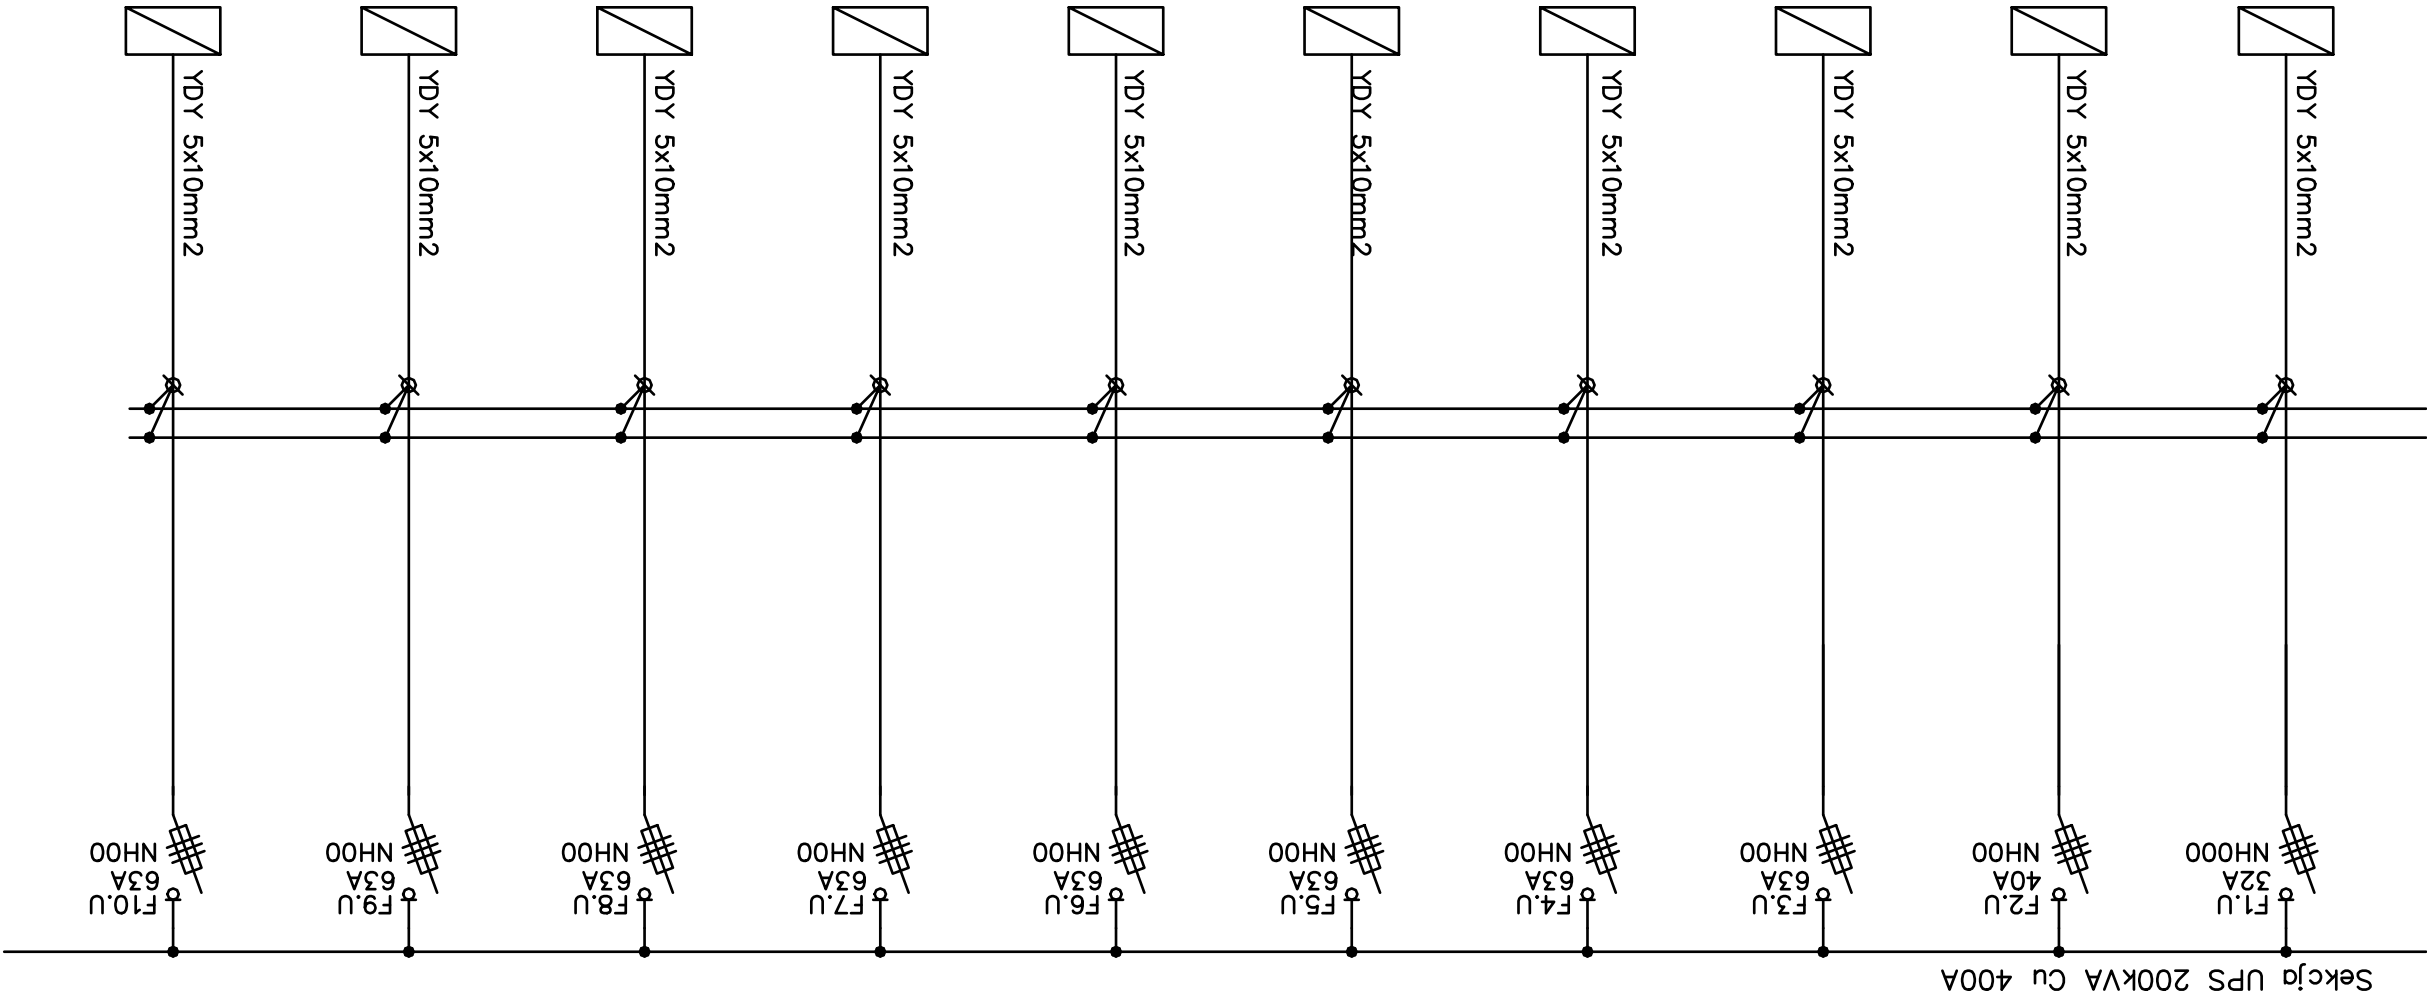 Sekcja UPS 200kVA Cu 400A
F1.U
32A
NH000
F2.U
40A
NH00
F3.U
63A
NH00
F4.U
63A
NH00
F5.U
63A
NH00
F6.U
63A
NH00
F7.U
63A
NH00
F8.U
63A
NH00
F9.U
63A
NH00
F10.U
63A
NH00
YDY 5x10mm2
YDY 5x10mm2
YDY 5x10mm2
YDY 5x10mm2
YDY 5x10mm2
YDY 5x10mm2
YDY 5x10mm2
YDY 5x10mm2
YDY 5x10mm2
YDY 5x10mm2